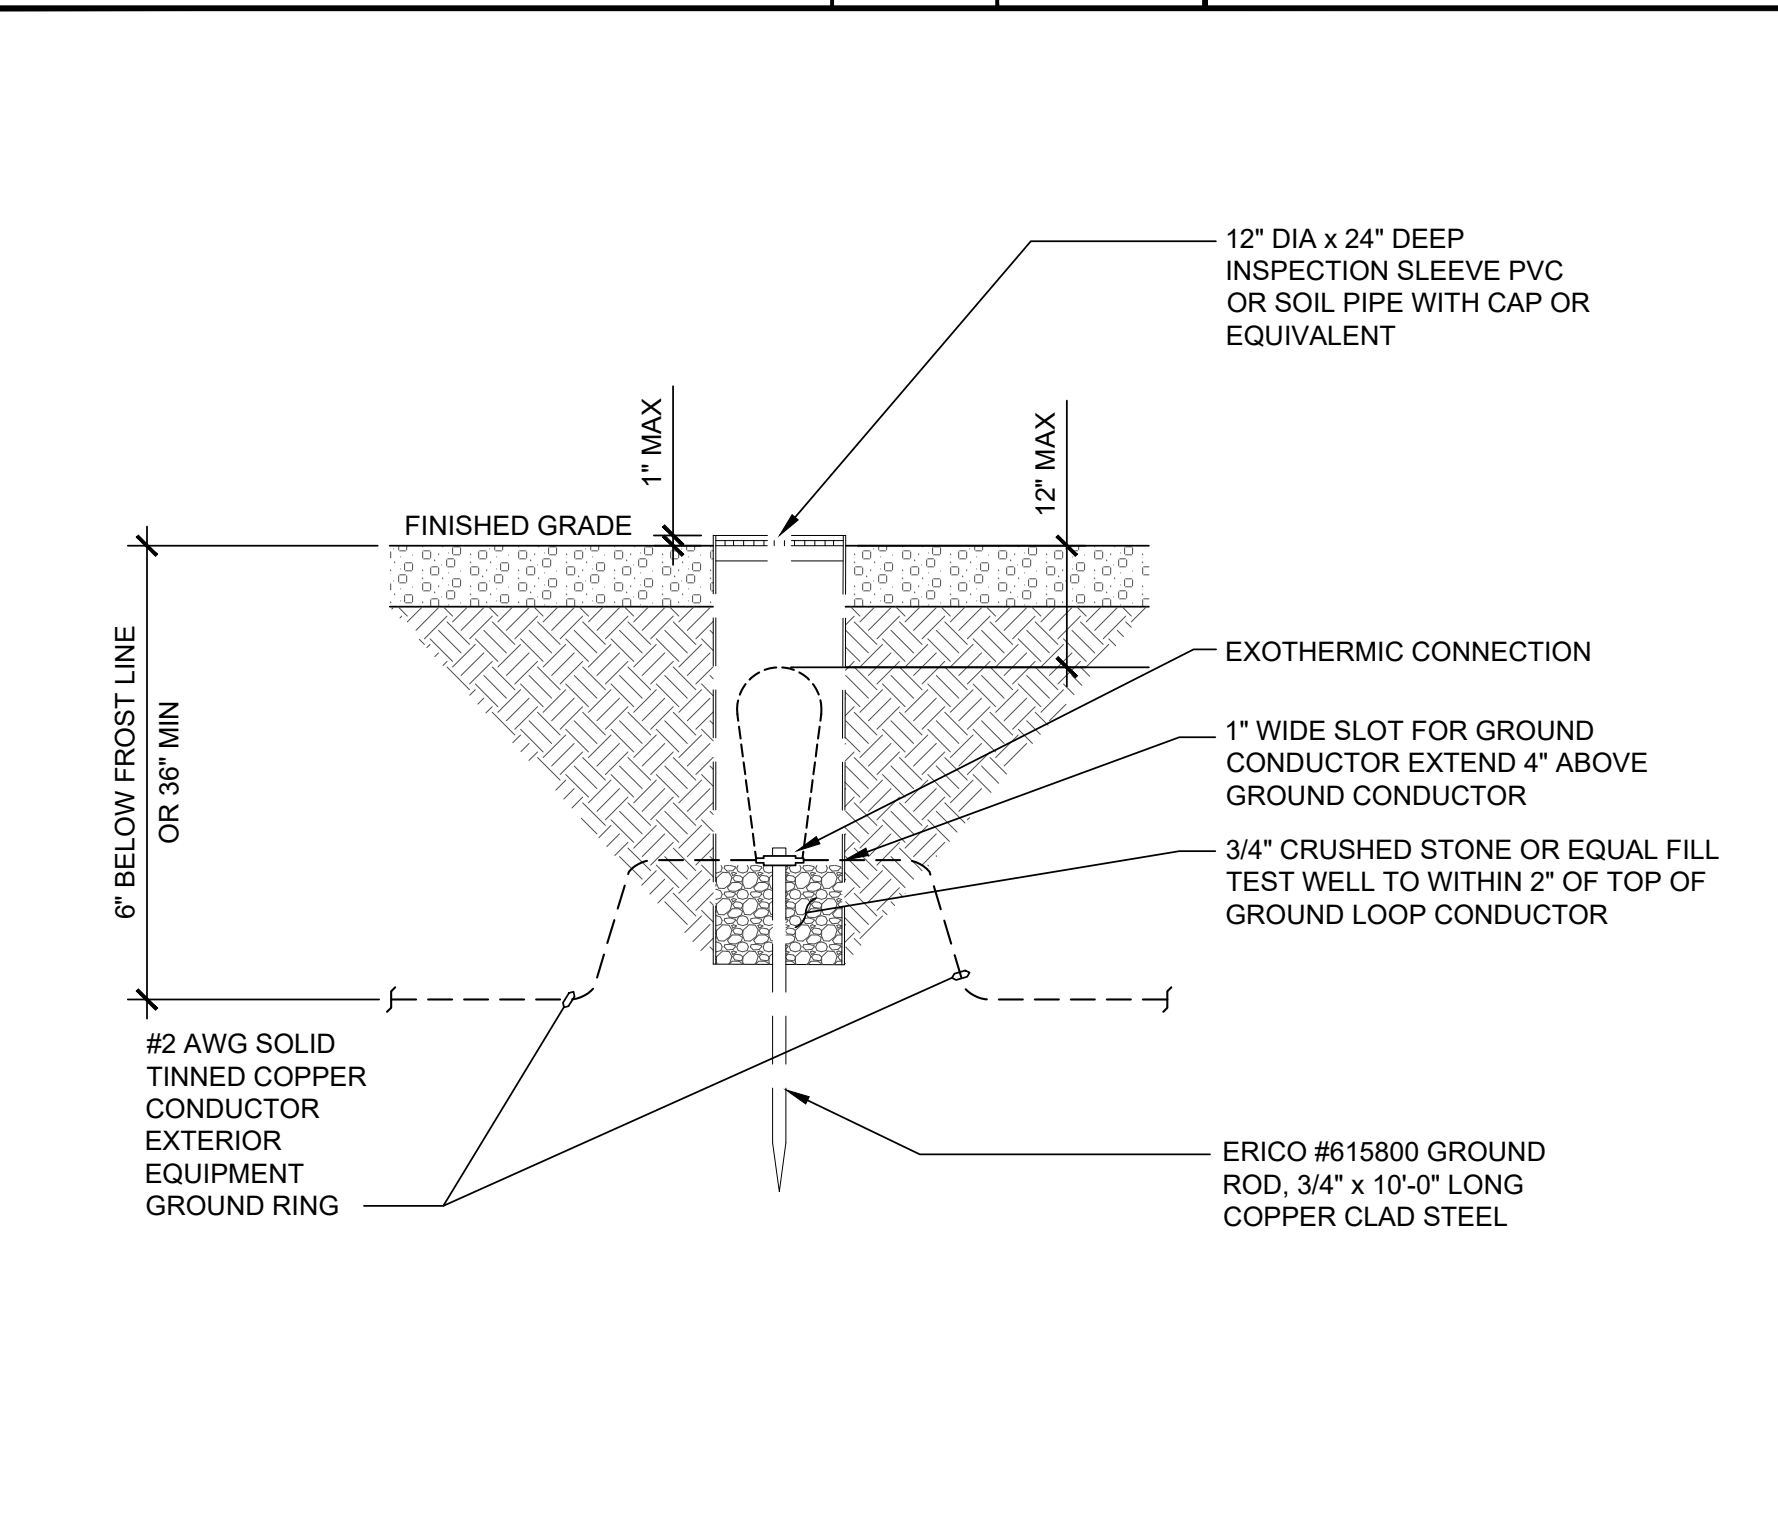 12" DIA x 24" DEEP
INSPECTION SLEEVE PVC
OR SOIL PIPE WITH CAP OR
EQUIVALENT
1" MAX
12" MAX
FINISHED GRADE
6" BELOW FROST LINE
OR 36" MIN
EXOTHERMIC CONNECTION
1" WIDE SLOT FOR GROUND
CONDUCTOR EXTEND 4" ABOVE
GROUND CONDUCTOR
3/4" CRUSHED STONE OR EQUAL FILL
TEST WELL TO WITHIN 2" OF TOP OF
GROUND LOOP CONDUCTOR
#2 AWG SOLID
TINNED COPPER
CONDUCTOR
EXTERIOR
EQUIPMENT
GROUND RING
ERICO #615800 GROUND
ROD, 3/4" x 10'-0" LONG
COPPER CLAD STEEL